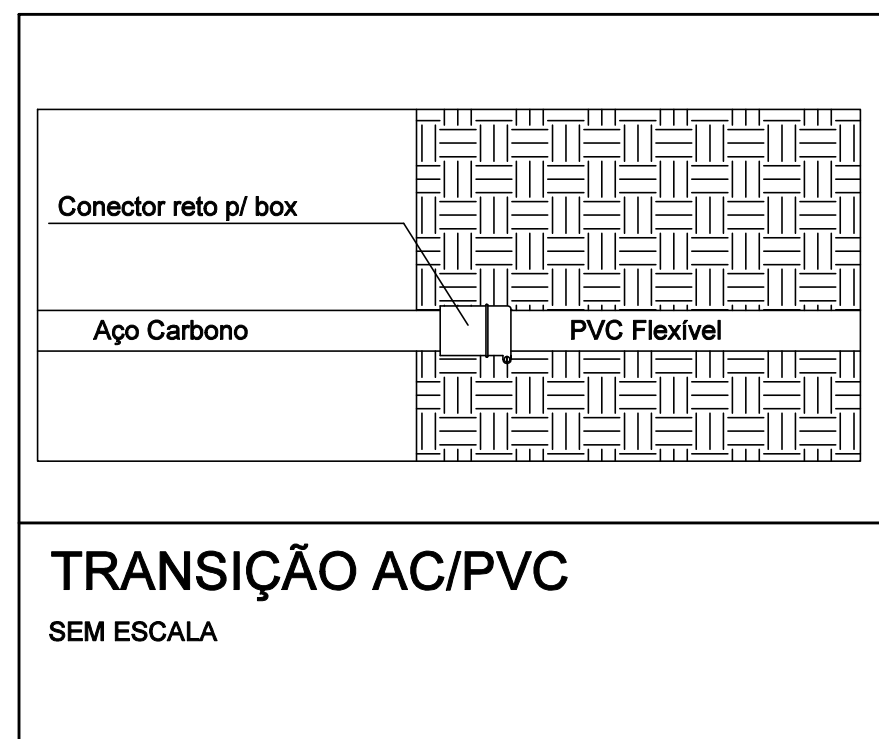 Conector reto p/ box
Aço Carbono
PVC Flexível
TRANSIÇÃO AC/PVC
SEM ESCALA